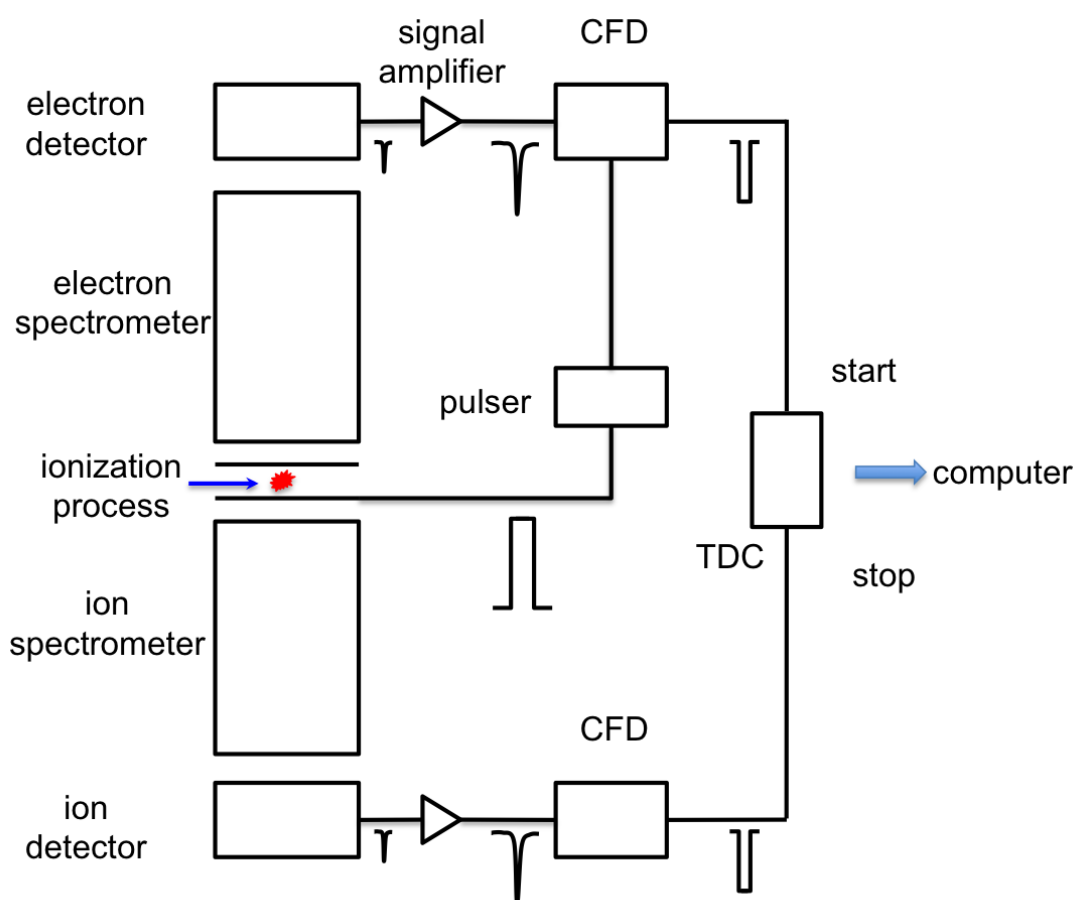 signal
amplifier
CFD
electron
detector
electron
spectrometer
pulser
start
ionization
process
computer
TDC
stop
ion
spectrometer
CFD
ion
detector